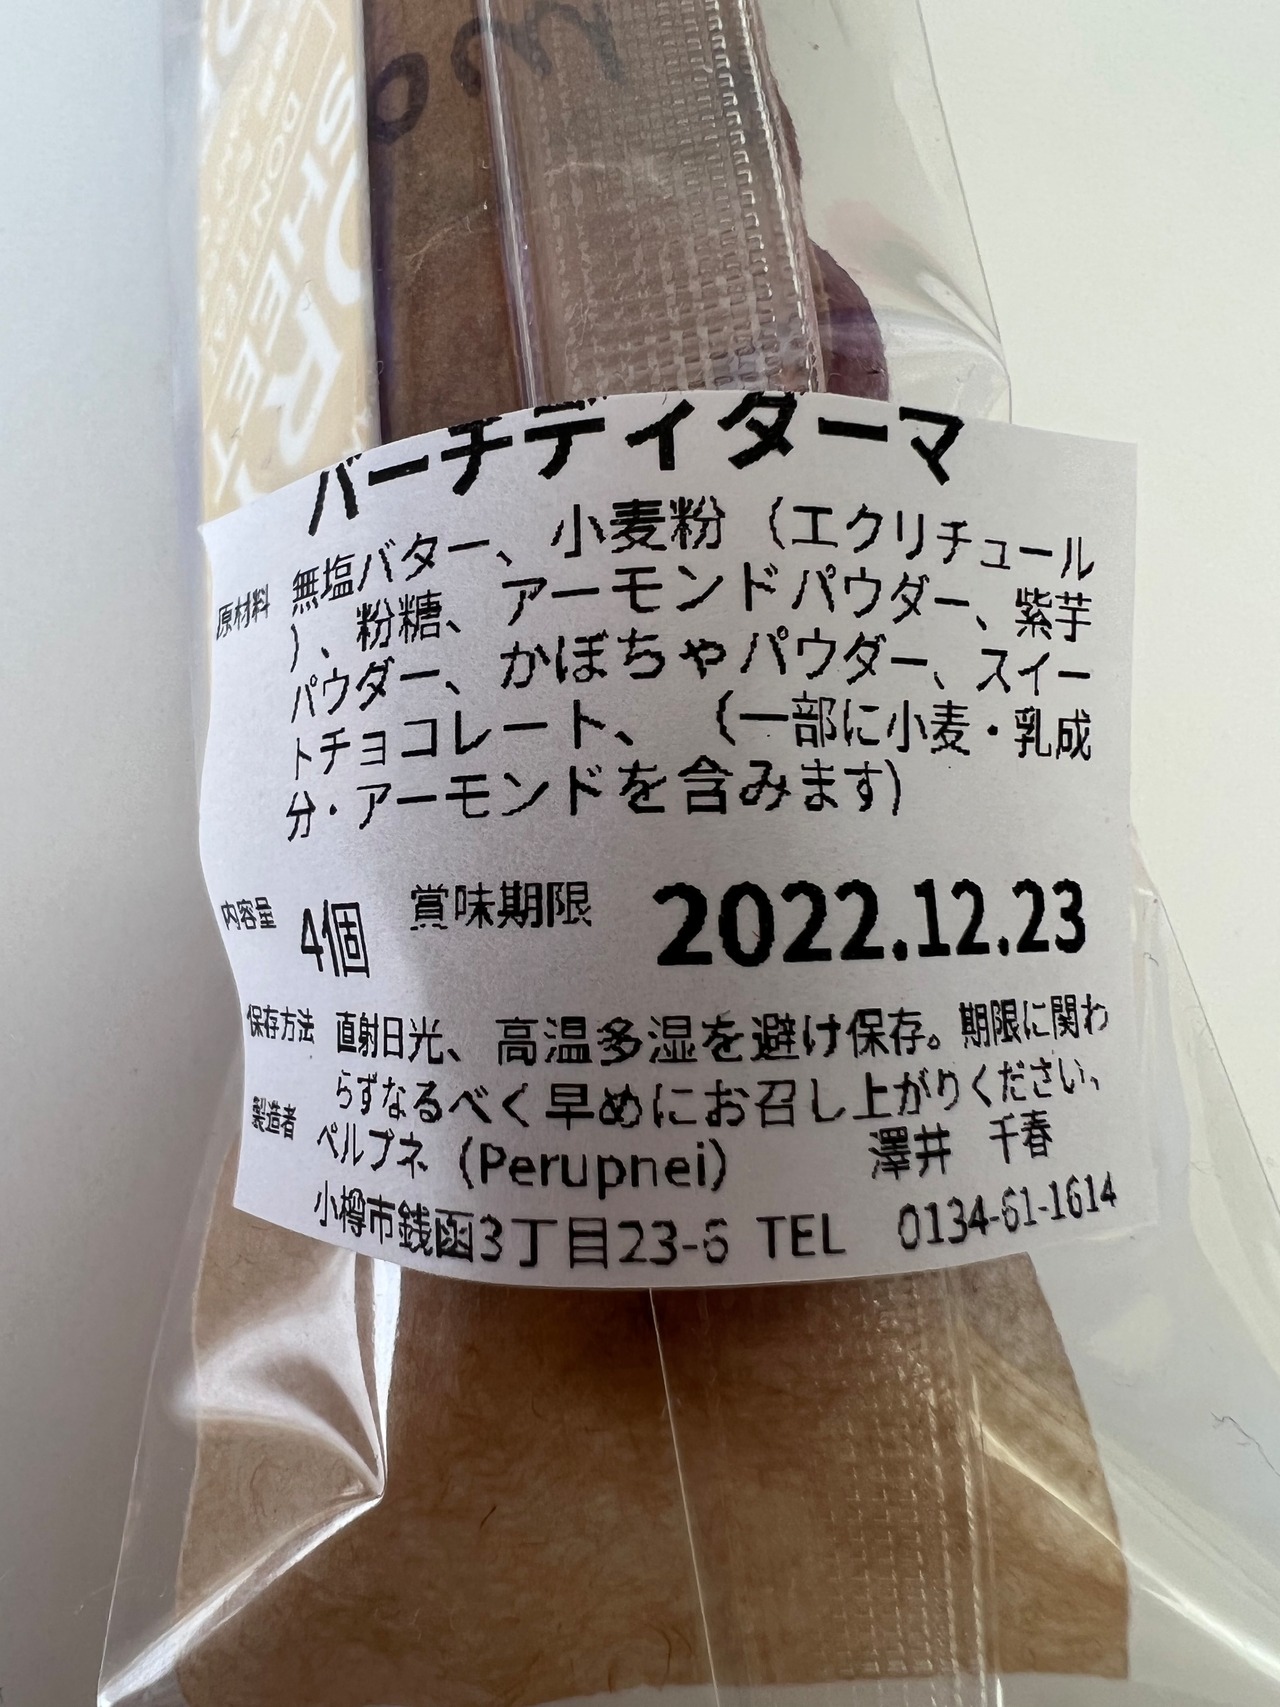 SHERBET
バーチディダーマ
原材料 無塩バター、小麦粉（エクリチュール
）、粉糖、アーモンドパウダー、紫芋
パウダー、かぼちゃパウダー、スイー
トチョコレート、（一部に小麦・乳成
分・アーモンドを含みます)
内容量 4個 賞味期限 2022.12.23
保存方法 直射日光、高温多湿を避け保存。期限に関わ
らずなるべく早めにお召し上がりください、
製造者 ペルプネ（Perupnei） 澤井 千春
小樽市銭函3丁目23-6 TEL 0134-61-1614